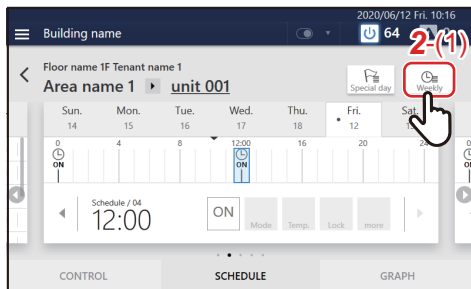 2020/06/12 Fri. 10:16
Building name
64
2-(1)
Floor name 1F Tenant name 1
Area name 1 unit 001
Special day
Weekly
Sun. Mon. Tue. Wed. Thu. Fri. Sat.
14 15 16 17 18 12
0 4 8 12:00 16 20 24
ON ON
Schedule / 04
12:00
ON
Mode Temp. Lock more
CONTROL SCHEDULE GRAPH